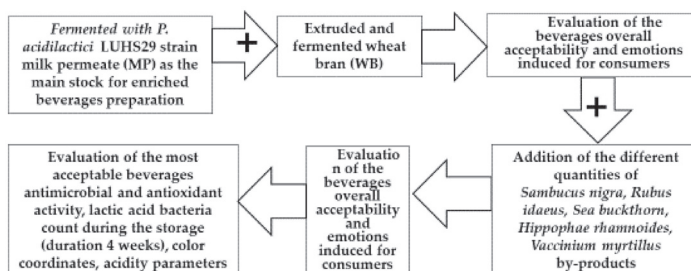 Fermented with P.
acidilactici LUHS29 strain
milk permeate (MP) as the
main stock for enriched
beverages preparation
+
Extruded and
fermented wheat
bran (WB)
Evaluation of the
beverages overall
acceptability and emotions
induced for consumers
+
Addition of the different
quantities of
Sambucus nigra, Rubus
idaeus, Sea buckthorn,
Hippophae rhamnoides,
Vaccinium myrtillus
by-products
Evaluatio
n of the
beverages
overall
acceptability
and
emotions
induced for
consumers
Evaluation of the most
acceptable beverages
antimicrobial and antioxidant
activity, lactic acid bacteria
count during the storage
(duration 4 weeks), color
coordinates, acidity parameters